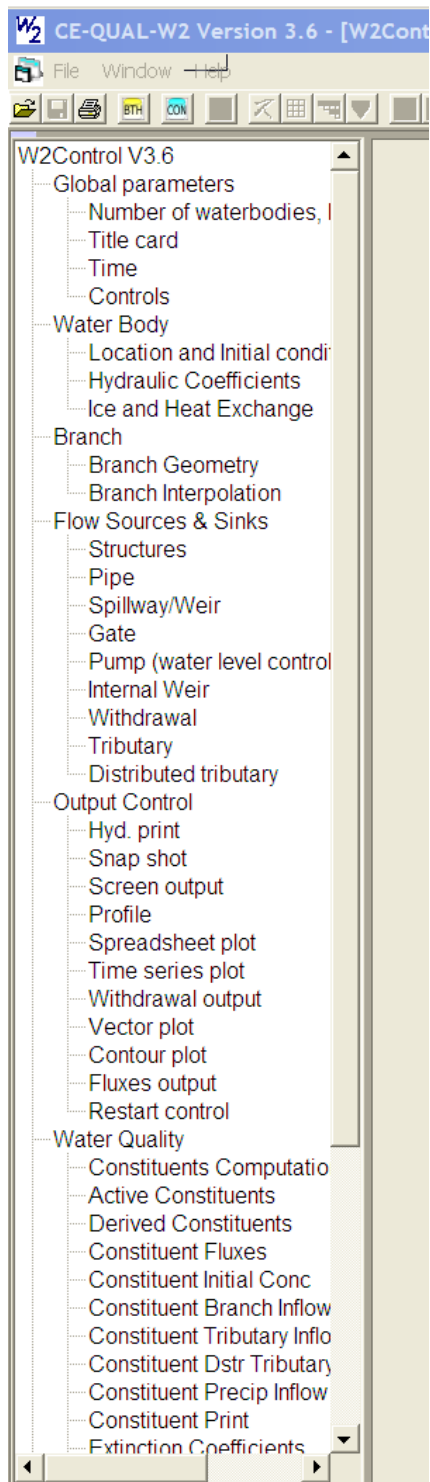 W2 CE-QUAL-W2 Version 3.6 - [W2Cont
File Window Help
BTH CON
W2Control V3.6
Global parameters
Number of waterbodies,
Title card
Time
Controls
Water Body
Location and Initial condi
Hydraulic Coefficients
Ice and Heat Exchange
Branch
Branch Geometry
Branch Interpolation
Flow Sources & Sinks
Structures
Pipe
Spillway/Weir
Gate
Pump (water level control
Internal Weir
Withdrawal
Tributary
Distributed tributary
Output Control
Hyd. print
Snap shot
Screen output
Profile
Spreadsheet plot
Time series plot
Withdrawal output
Vector plot
Contour plot
Fluxes output
Restart control
Water Quality
Constituents Computatio
Active Constituents
Derived Constituents
Constituent Fluxes
Constituent Initial Conc
Constituent Branch Inflow
Constituent Tributary Inflo
Constituent Dstr Tributary
Constituent Precip Inflow
Constituent Print
Extinction Coefficients